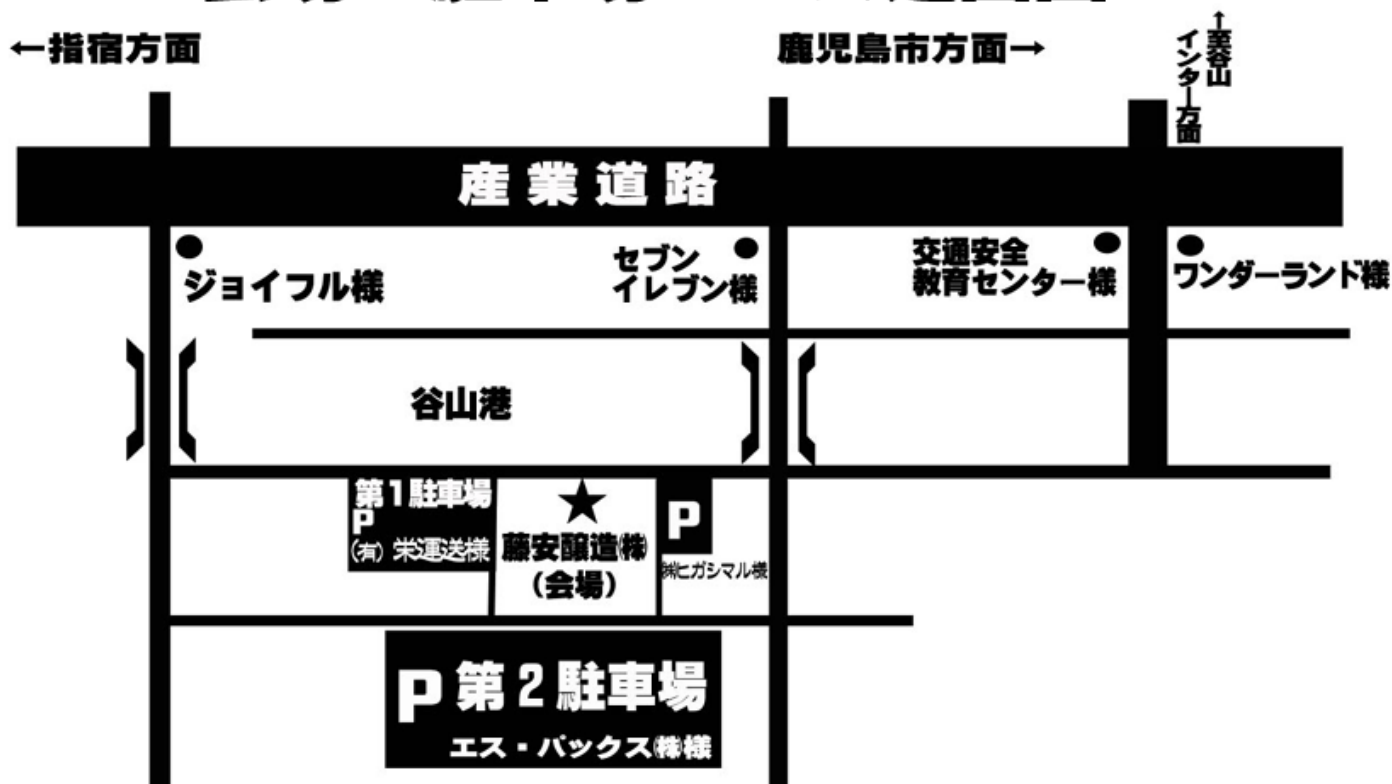 ←指宿方面
鹿児島市方面→
↑至谷山
インター方面
産業道路
ジョイフル様
セブン
イレブン様
交通安全
教育センター様
ワンダーランド様
谷山港
第1駐車場
P
(有) 栄運送様
★
藤安醸造㈱
(会場)
P
㈱ヒガシマル様
P 第2駐車場
エス・パックス㈱様